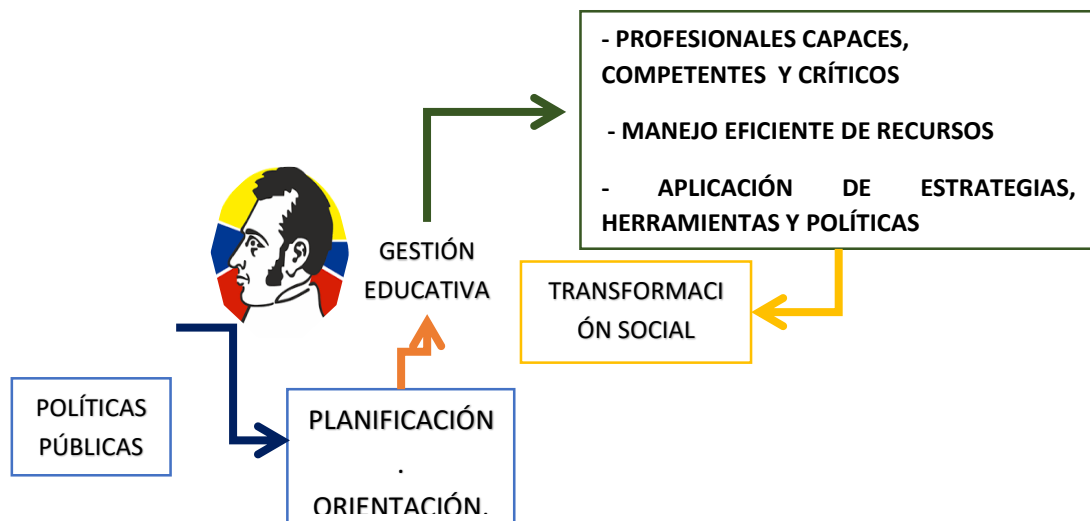 - PROFESIONALES CAPACES,
COMPETENTES Y CRÍTICOS
- MANEJO EFICIENTE DE RECURSOS
- APLICACIÓN DE ESTRATEGIAS,
HERRAMIENTAS Y POLÍTICAS
GESTIÓN
EDUCATIVA
TRANSFORMACI
ÓN SOCIAL
POLÍTICAS
PÚBLICAS
PLANIFICACIÓN
.
ORIENTACIÓN.